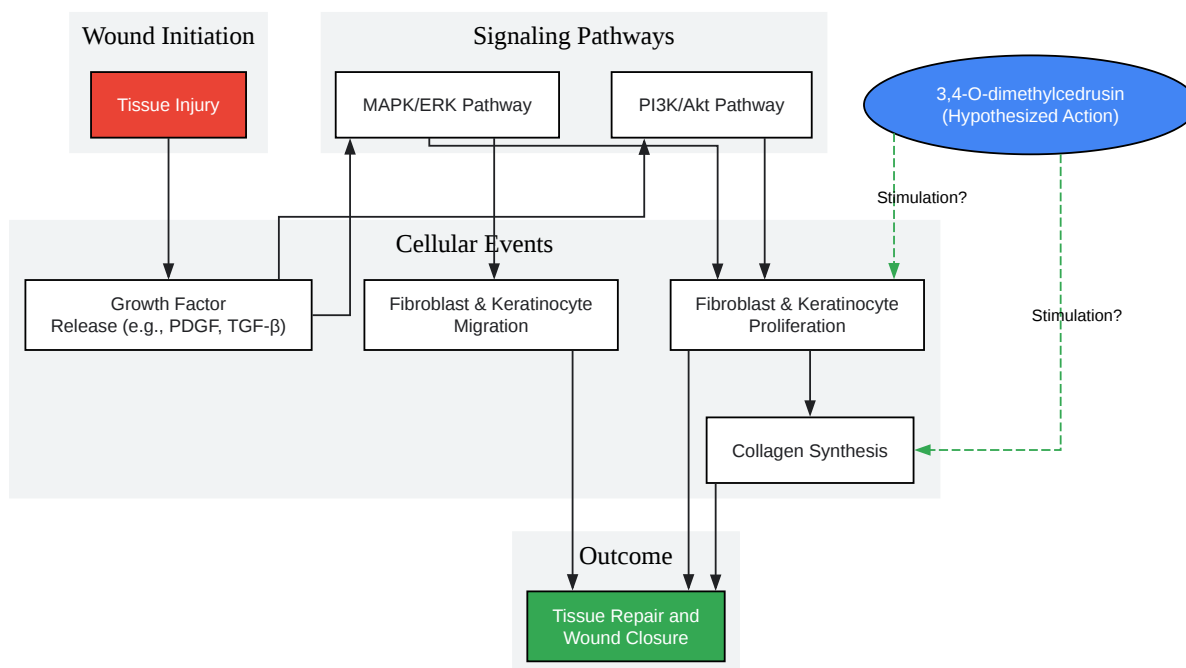 Wound Initiation
Signaling Pathways
Tissue Injury
MAPK/ERK Pathway
PI3K/Akt Pathway
3,4-O-dimethylcedrusin
(Hypothesized Action)
Stimulation?
Cellular Events
Growth Factor
Release (e.g., PDGF, TGF-β)
Fibroblast & Keratinocyte
Migration
Fibroblast & Keratinocyte
Proliferation
Stimulation?
Collagen Synthesis
Outcome
Tissue Repair and
Wound Closure